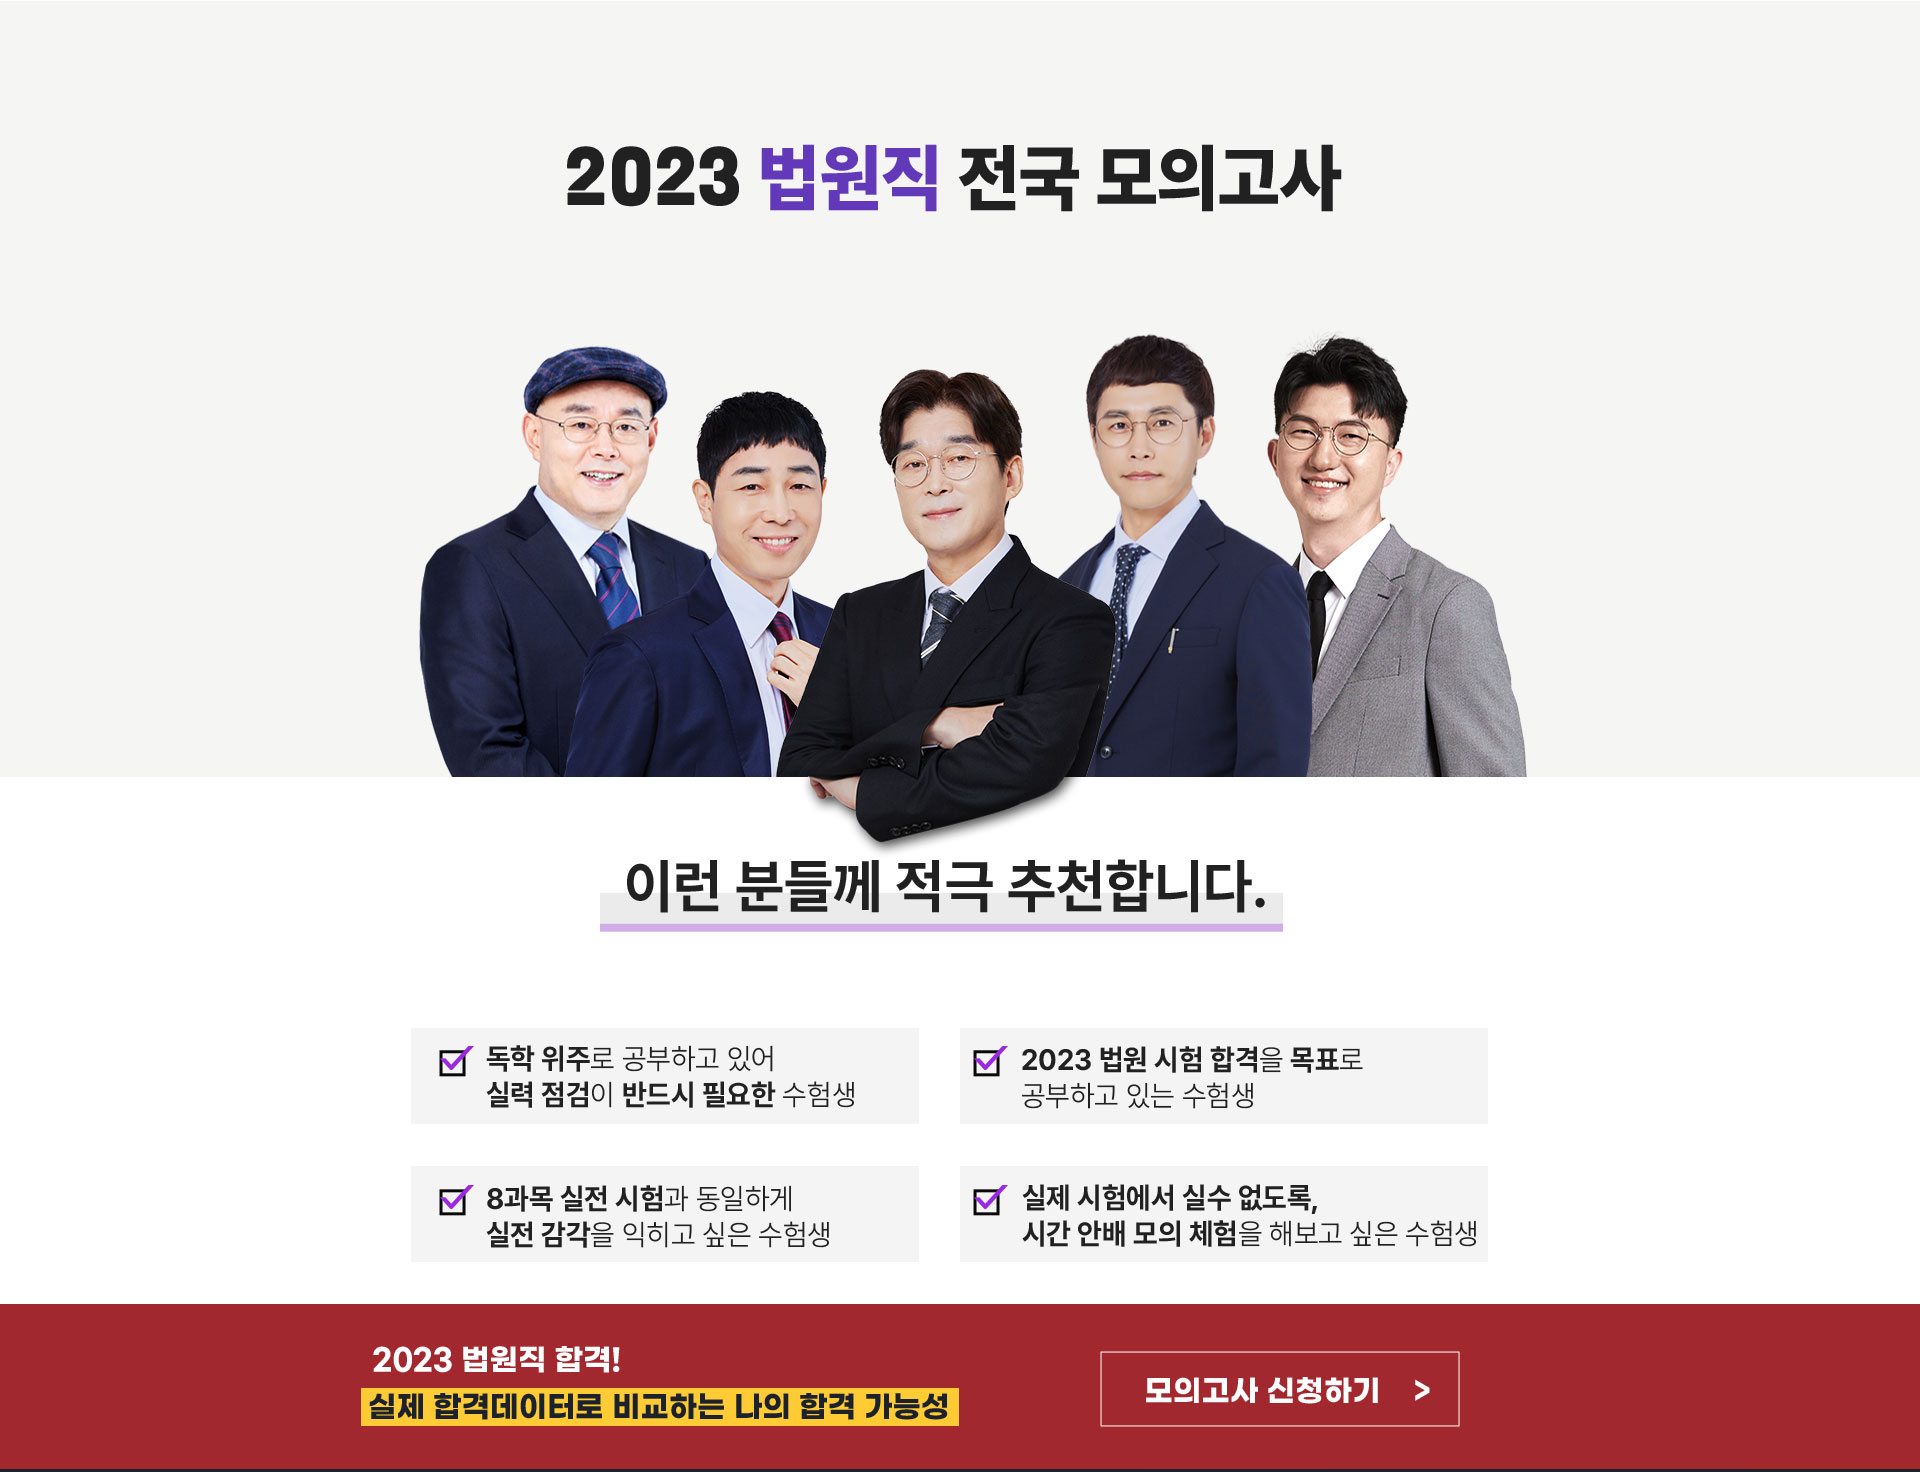 2023 법원직 전국 모의고사
이런 분들께 적극 추천합니다.
독학 위주로 공부하고 있어
실력 점검이 반드시 필요한 수험생
2023 법원 시험 합격을 목표로
공부하고 있는 수험생
8과목 실전 시험과 동일하게
실전 감각을 익히고 싶은 수험생
실제 시험에서 실수 없도록,
시간 안배 모의 체험을 해보고 싶은 수험생
2023 법원직 합격!
실제 합격데이터로 비교하는 나의 합격 가능성
모의고사 신청하기 >